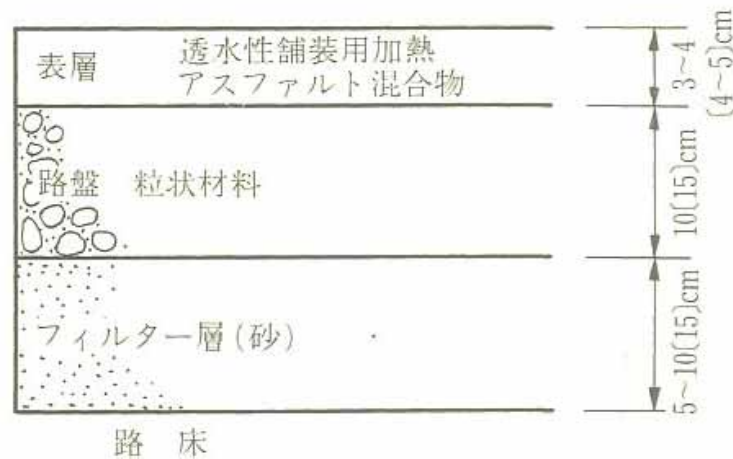 表層
透水性舗装用加熱
アスファルト混合物
3~4
〔4~5〕cm
路盤 粒状材料
10〔15〕cm
フィルター層(砂)
5~10〔15〕cm
路床